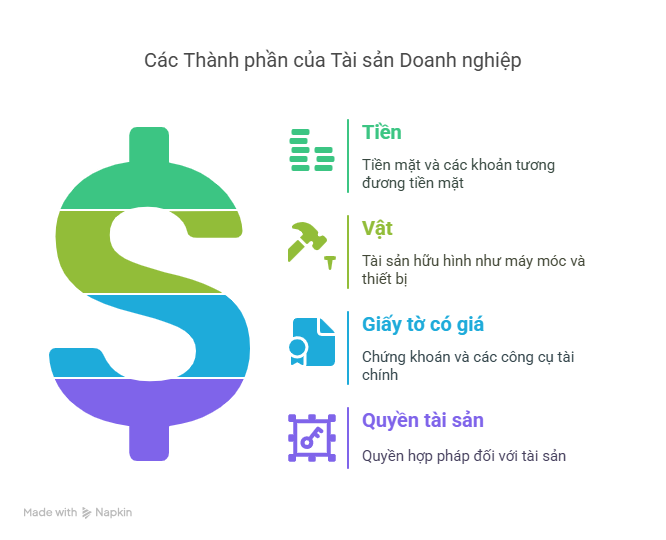 Các Thành phần của Tài sản Doanh nghiệp
Tiền
Tiền mặt và các khoản tương
đương tiền mặt
Vật
Tài sản hữu hình như máy móc và
thiết bị
Giấy tờ có giá
Chứng khoán và các công cụ tài
chính
Quyền tài sản
Quyền hợp pháp đối với tài sản
Made with Napkin